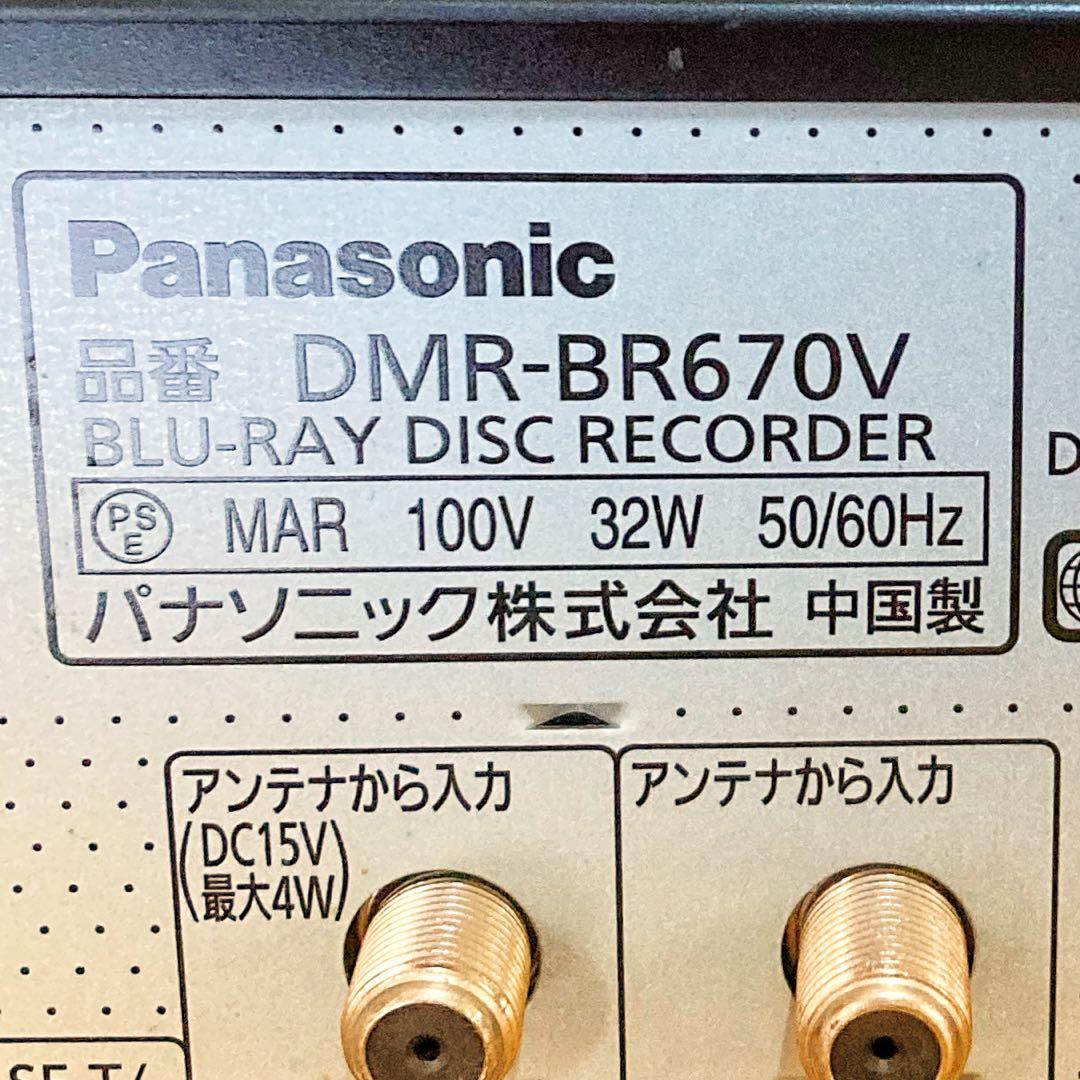 Panasonic
品番 DMR-BR670V
BLU-RAY DISC RECORDER
PSE MAR 100V 32W 50/60Hz
パナソニック株式会社 中国製
D
アンテナから入力
(DC15V)
(最大4W)
アンテナから入力